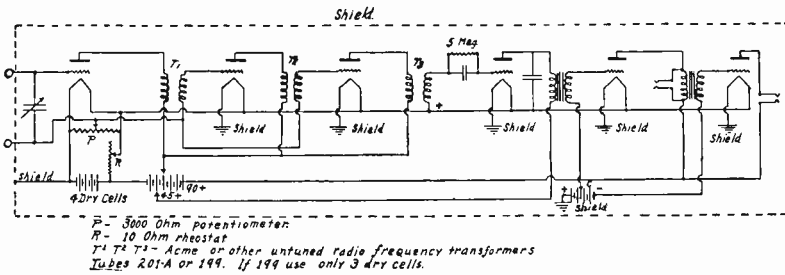 Shield.
T1
T2
T3
5 Meg.
+
Shield
Shield
Shield
Shield
P
R
Shield
4 Dry Cells
45+
90+
+
C
Shield
P - 3000 Ohm potentiometer.
R - 10 Ohm rheostat
T1 T2 T3 - Acme or other untuned radio frequency transformers
Tubes 201-A or 199. If 199 use only 3 dry cells.